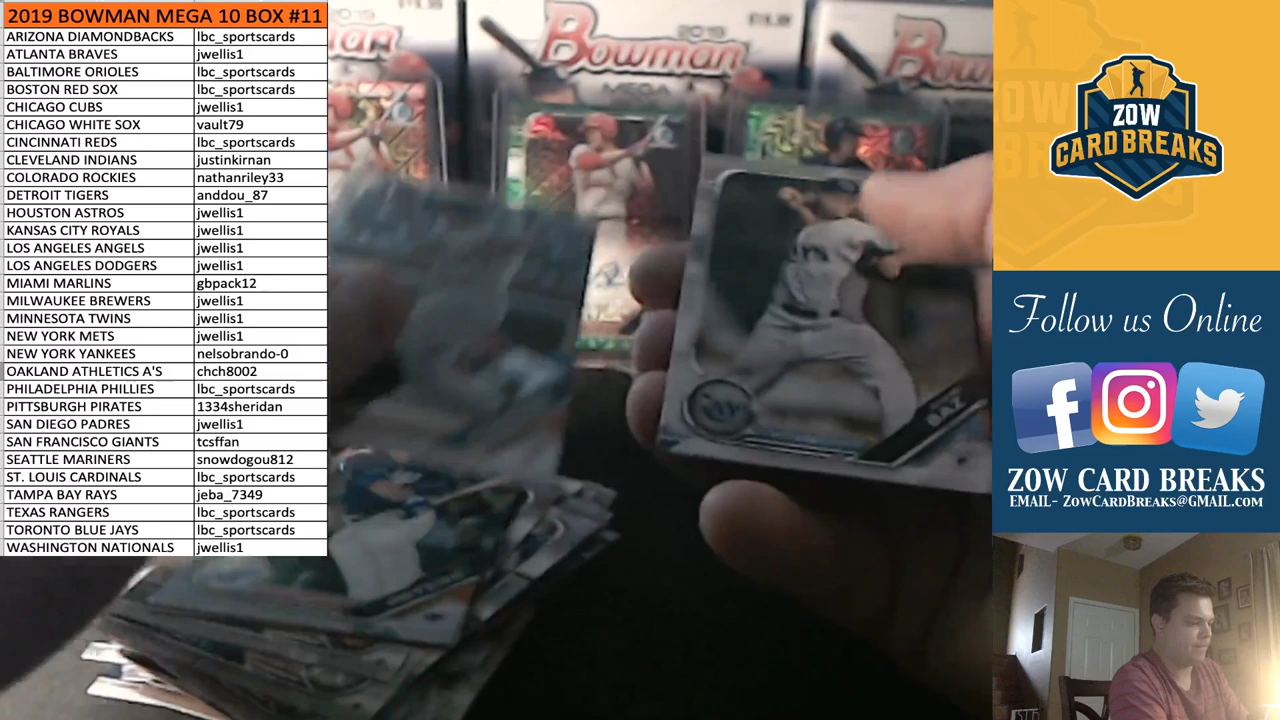 2019 BOWMAN MEGA 10 BOX #11
ARIZONA DIAMONDBACKS lbc_sportscards
ATLANTA BRAVES jwellis1
BALTIMORE ORIOLES lbc_sportscards
BOSTON RED SOX lbc_sportscards
CHICAGO CUBS jwellis1
CHICAGO WHITE SOX vault79
CINCINNATI REDS lbc_sportscards
CLEVELAND INDIANS justinkirnan
COLORADO ROCKIES nathanriley33
DETROIT TIGERS anddou_87
HOUSTON ASTROS jwellis1
KANSAS CITY ROYALS jwellis1
LOS ANGELES ANGELS jwellis1
LOS ANGELES DODGERS jwellis1
MIAMI MARLINS gbpack12
MILWAUKEE BREWERS jwellis1
MINNESOTA TWINS jwellis1
NEW YORK METS jwellis1
NEW YORK YANKEES nelsobrando-0
OAKLAND ATHLETICS A'S chch8002
PHILADELPHIA PHILLIES lbc_sportscards
PITTSBURGH PIRATES 1334sheridan
SAN DIEGO PADRES jwellis1
SAN FRANCISCO GIANTS tcsffan
SEATTLE MARINERS snowdogou812
ST. LOUIS CARDINALS lbc_sportscards
TAMPA BAY RAYS jeba_7349
TEXAS RANGERS lbc_sportscards
TORONTO BLUE JAYS lbc_sportscards
WASHINGTON NATIONALS jwellis1
2019
Bowman
MEGA
Bowm
BAZ
ZOW
CARD BREAKS
Follow us Online
ZOW CARD BREAKS
EMAIL- ZOWCARDBREAKS@GMAIL.COM